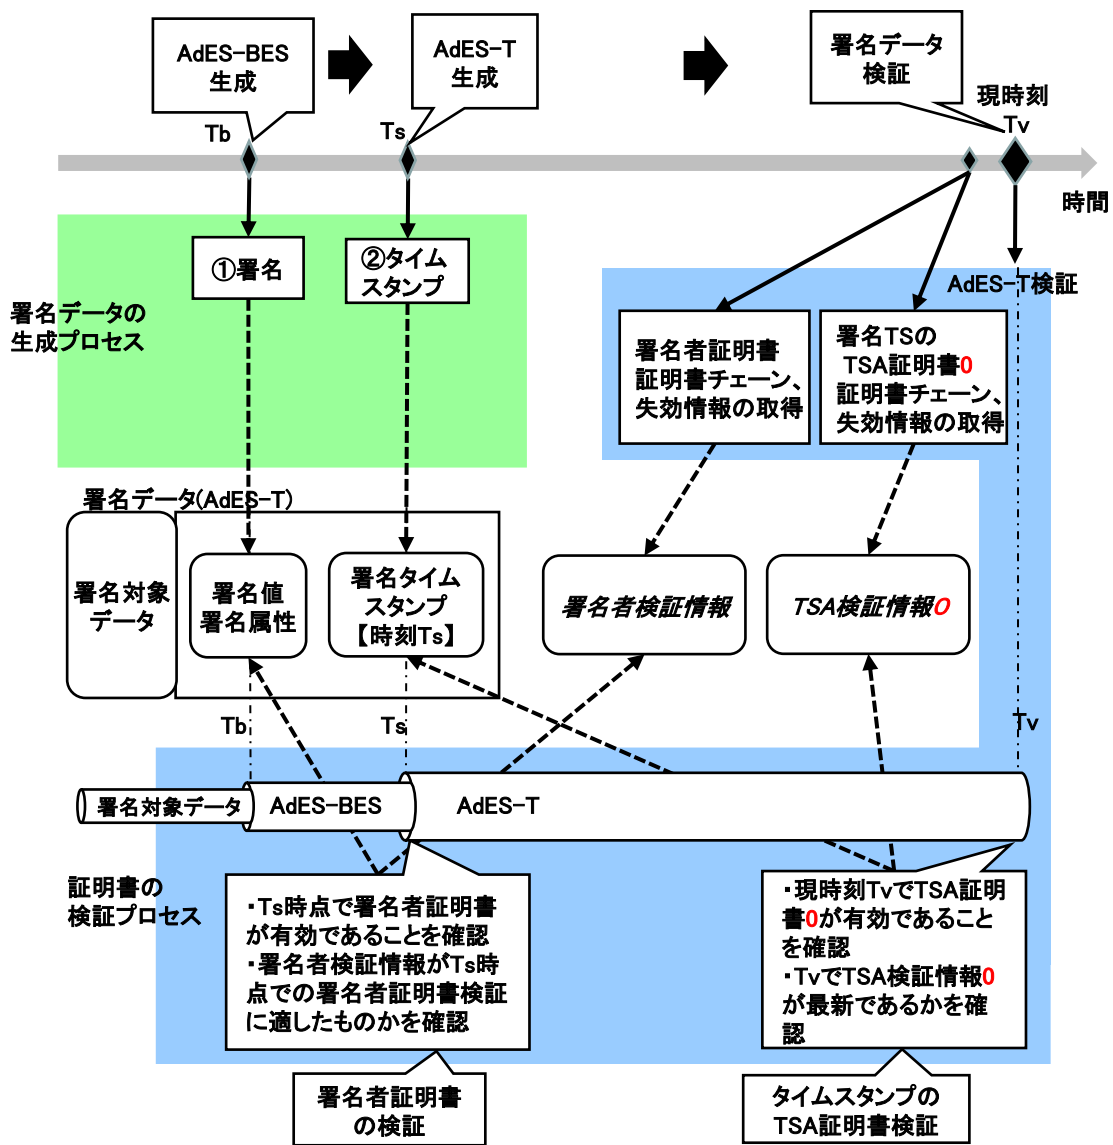 AdES-BES
生成
AdES-T
生成
署名データ
検証
現時刻
Tb
Ts
Tv
時間
①署名
②タイム
スタンプ
AdES-T検証
署名データの
生成プロセス
署名者証明書
証明書チェーン、
失効情報の取得
署名TSの
TSA証明書0
証明書チェーン、
失効情報の取得
署名データ(AdES-T)
署名対象
データ
署名値
署名属性
署名タイム
スタンプ
【時刻Ts】
署名者検証情報
TSA検証情報0
Tb
Ts
Tv
署名対象データ
AdES-BES
AdES-T
証明書の
検証プロセス
・Ts時点で署名者証明書
が有効であることを確認
・署名者検証情報がTs時
点での署名者証明書検証
に適したものかを確認
・現時刻TvでTSA証明
書0が有効であること
を確認
・TvでTSA検証情報0
が最新であるかを確
認
署名者証明書
の検証
タイムスタンプの
TSA証明書検証